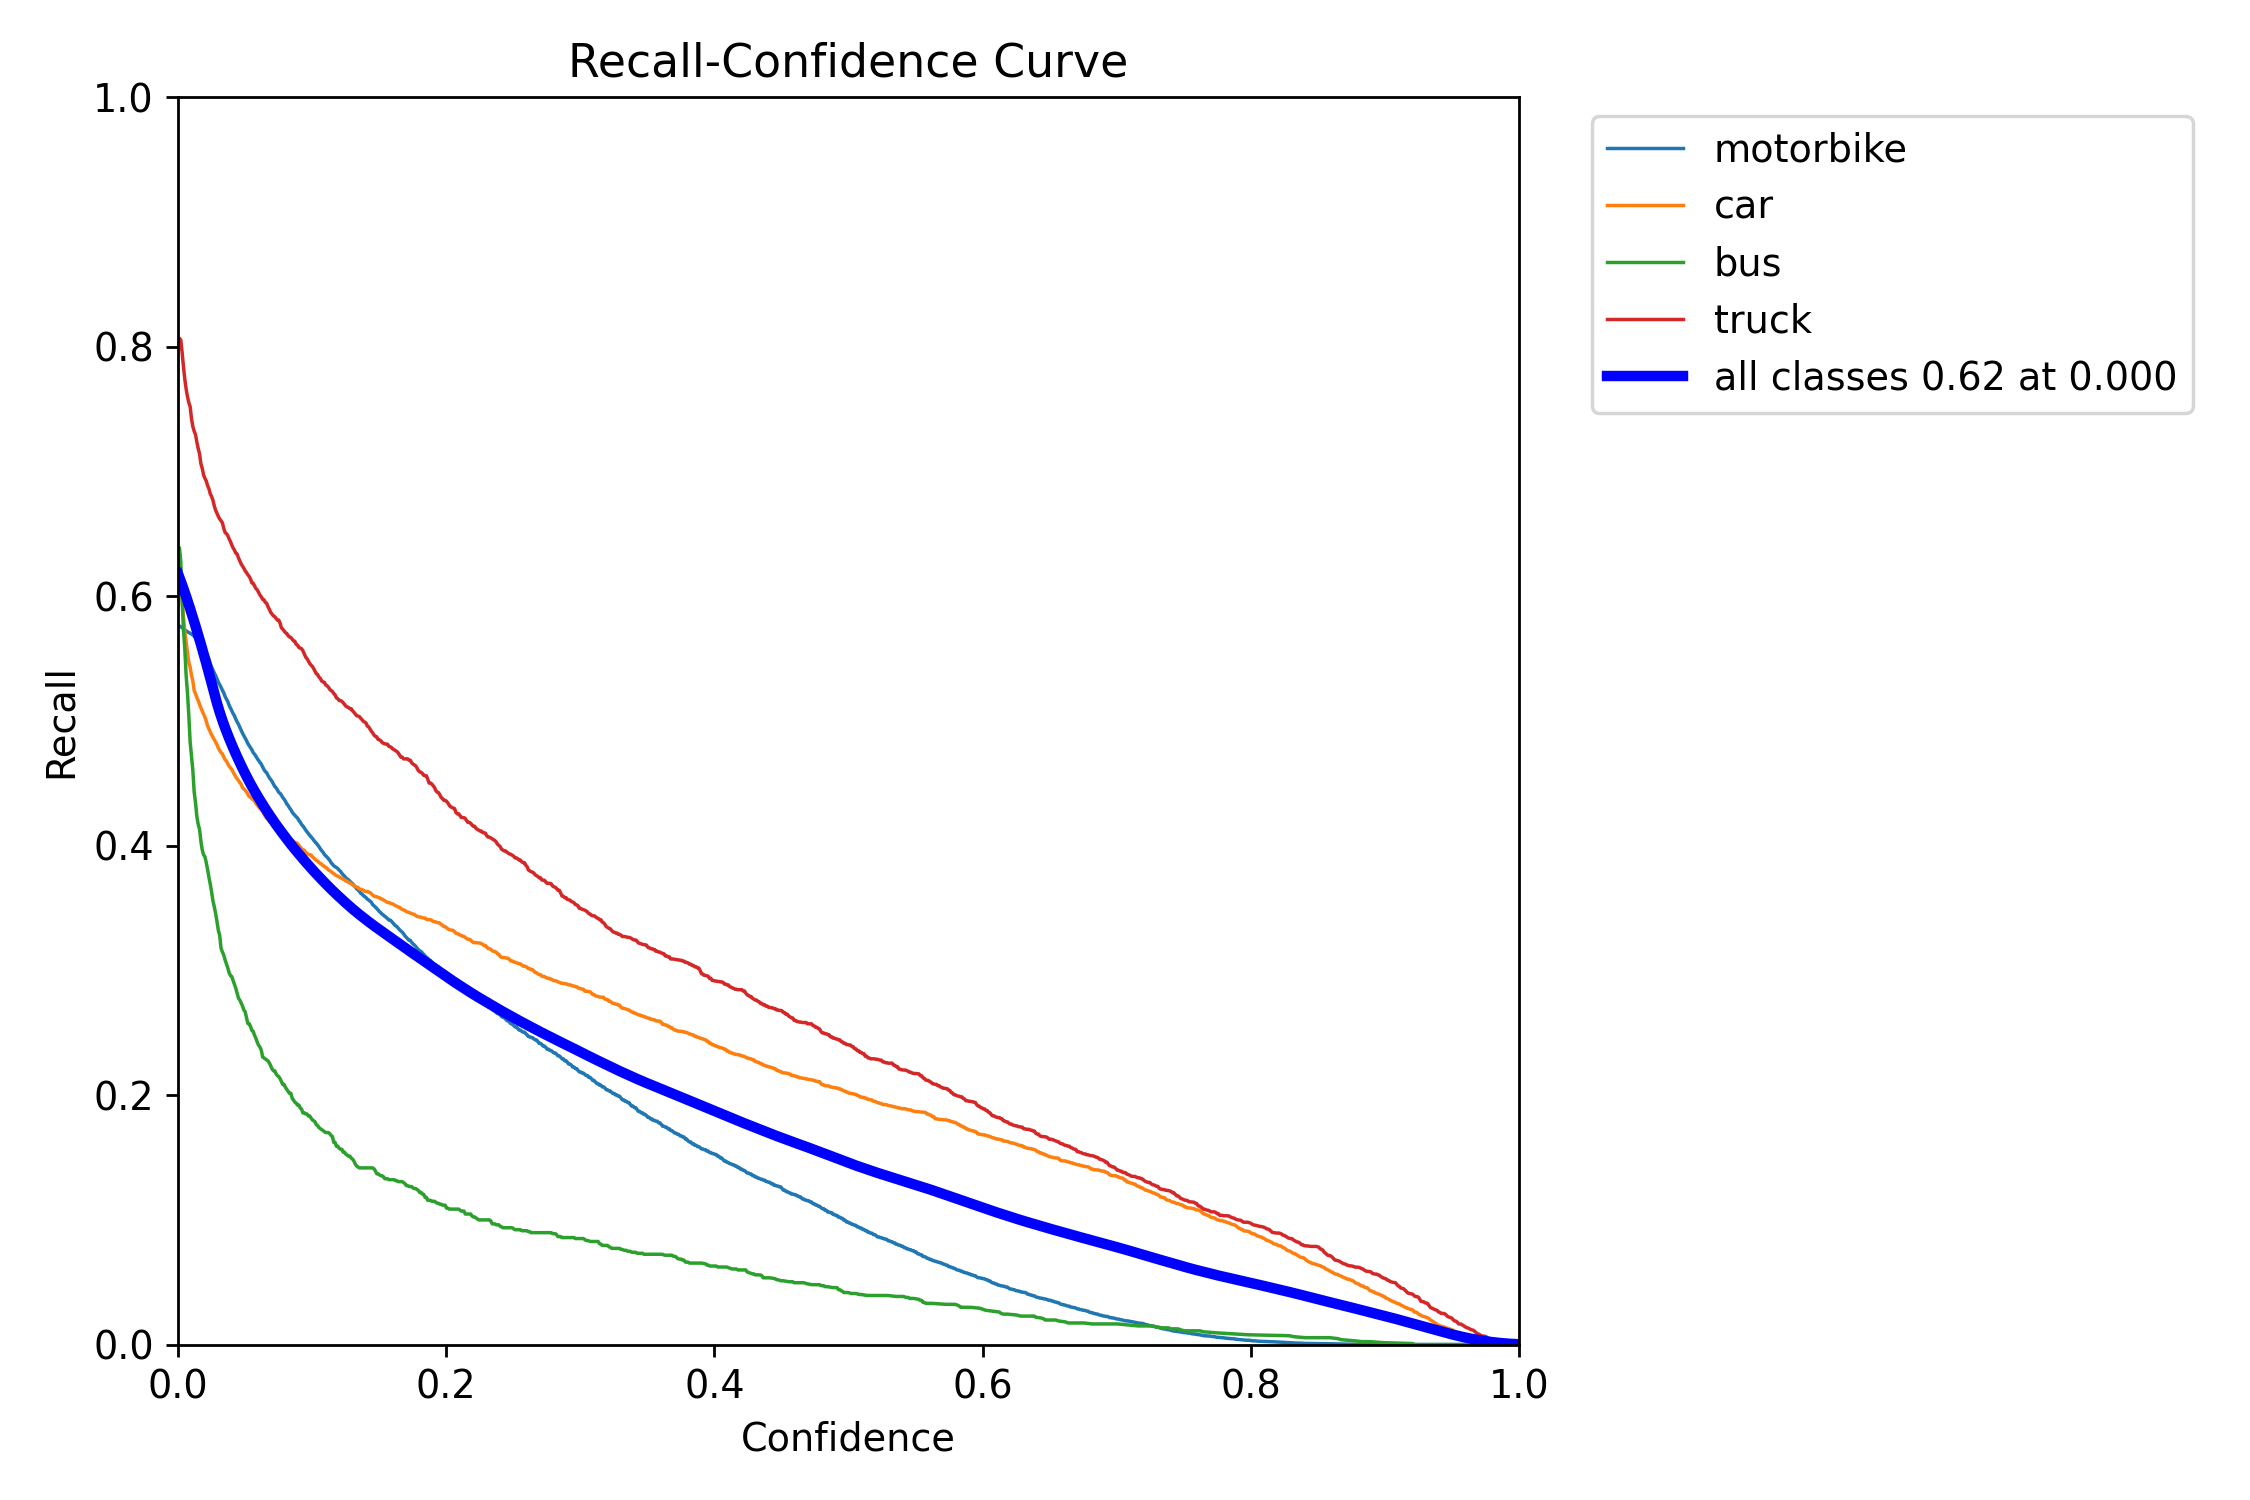 Recall-Confidence Curve
1.0
0.8
0.6
0.4
0.2
0.0
Recall
0.0 0.2 0.4 0.6 0.8 1.0
Confidence
motorbike
car
bus
truck
all classes 0.62 at 0.000